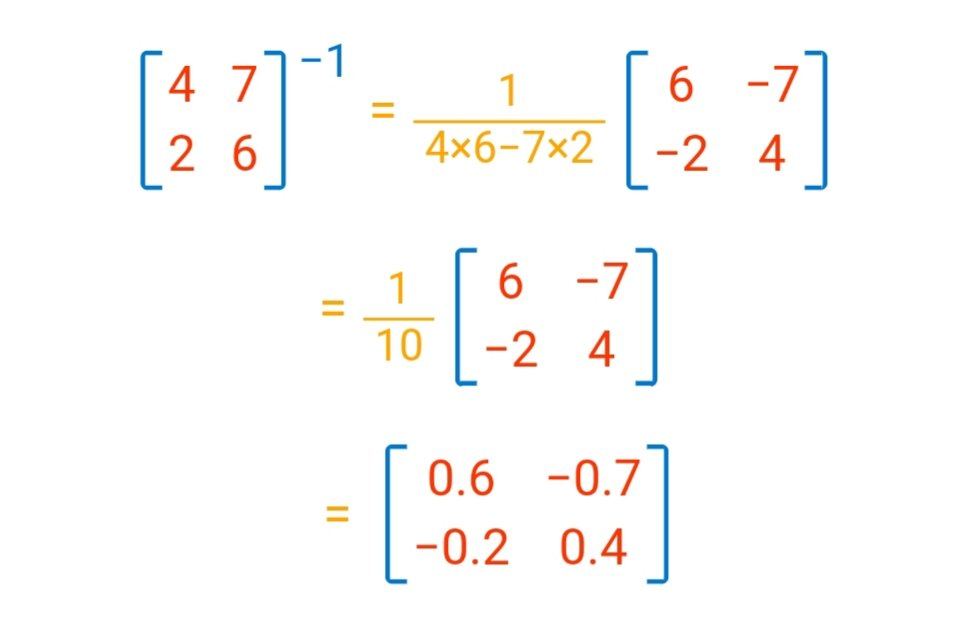 [4 7; 2 6]⁻¹ = 1/(4×6−7×2) [6 −7; −2 4]
= 1/10 [6 −7; −2 4]
= [0.6 −0.7; −0.2 0.4]